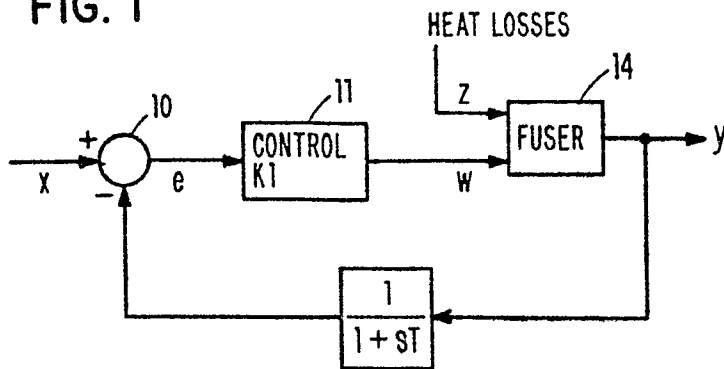 FIG. 1
HEAT LOSSES
10
11
14
z
+
CONTROL
K1
FUSER
y
x
-
e
w
1
1 + sT